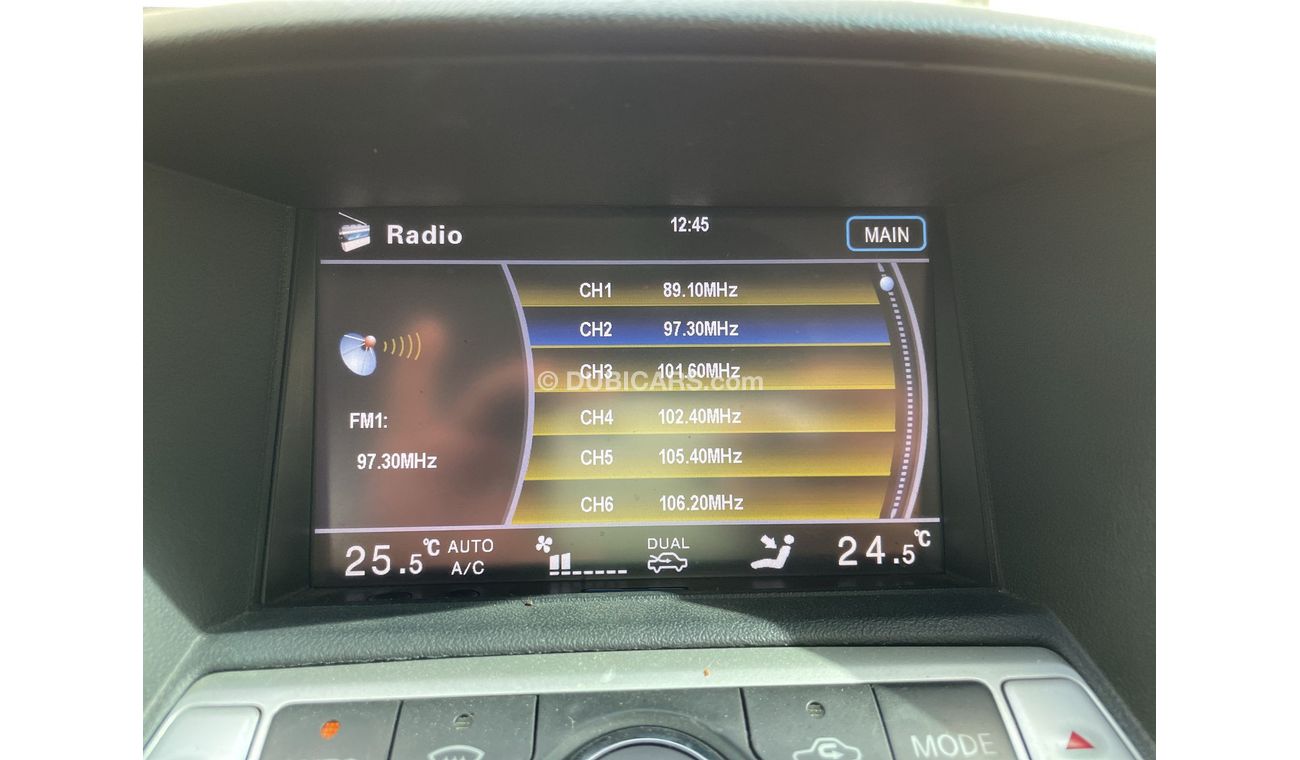 Radio 12:45 MAIN
CH1 89.10MHz
CH2 97.30MHz
CH3 101.60MHz
© DUBICARS.com
FM1:
CH4 102.40MHz
97.30MHz
CH5 105.40MHz
CH6 106.20MHz
25.5°C AUTO A/C DUAL 24.5°C
MODE